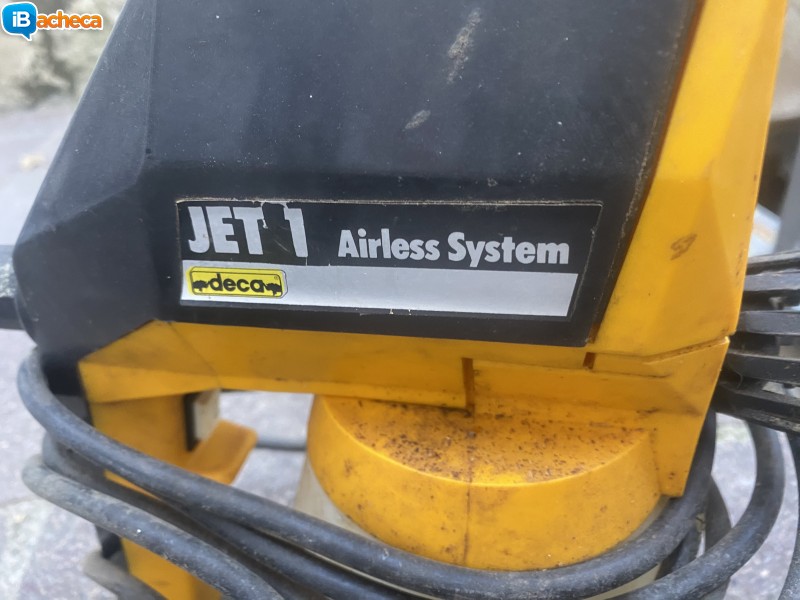 iBacheca
JET 1 Airless System
deca